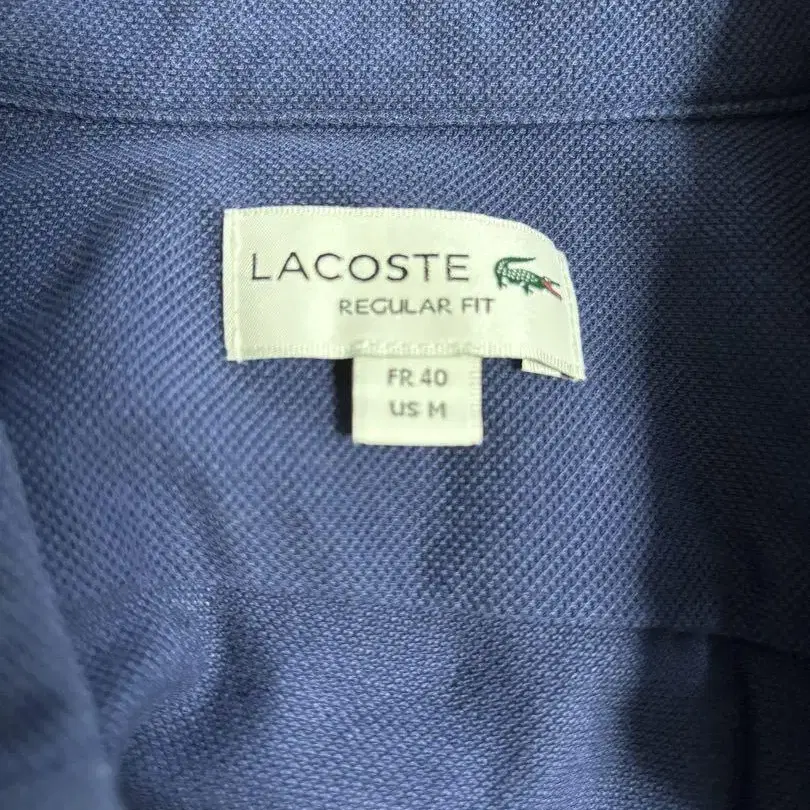 LACOSTE
REGULAR FIT
FR 40
US M